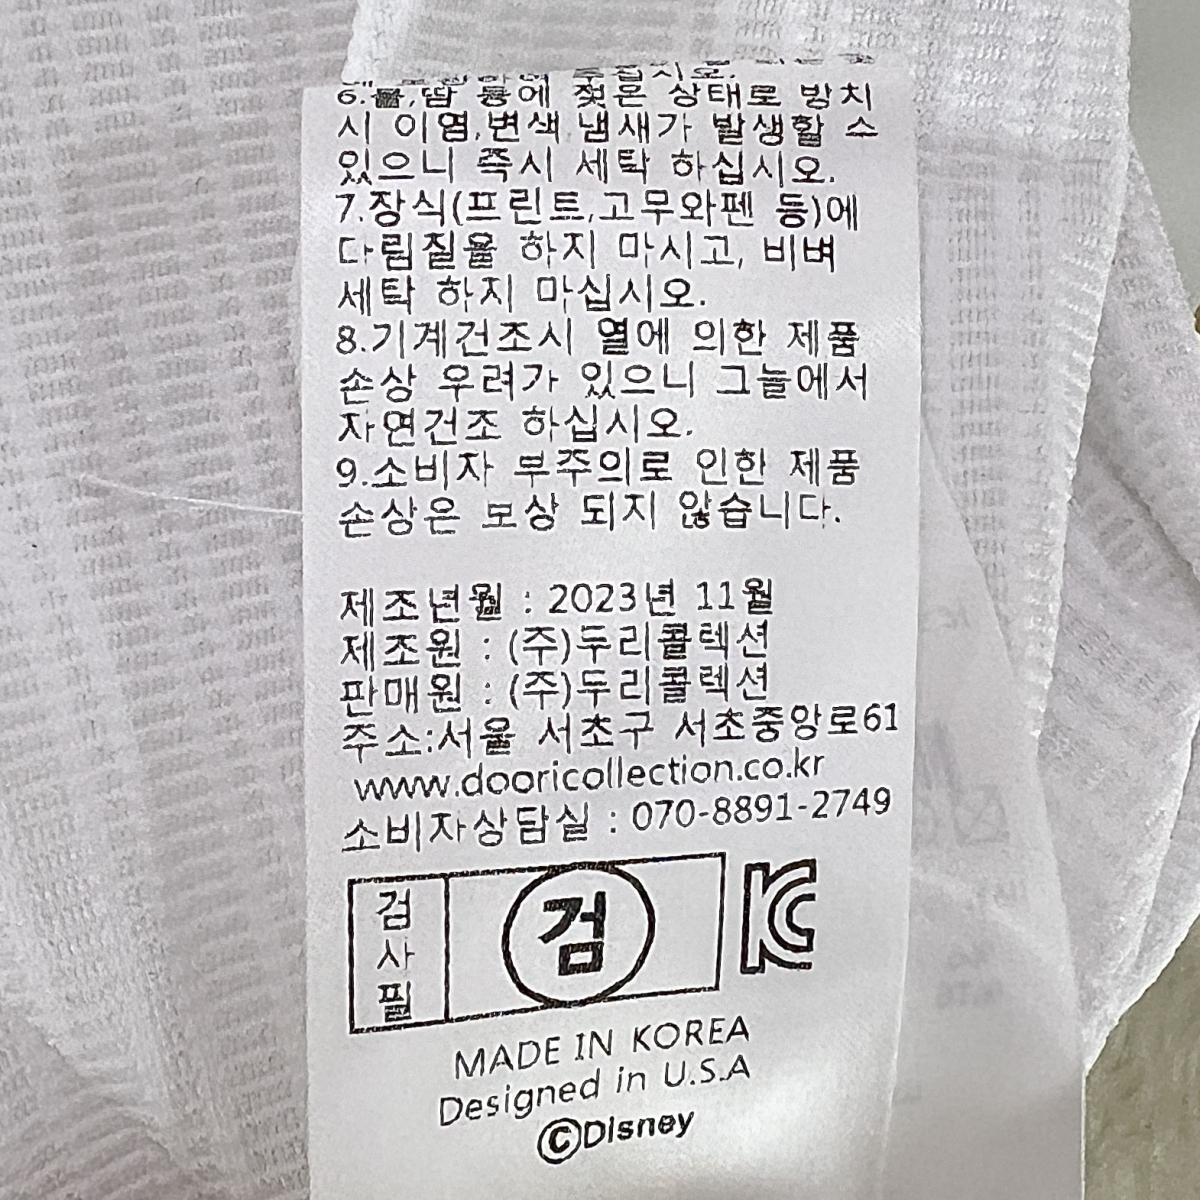 주십시오.
6.물,땀 등에 젖은 상태로 방치
시 이염,변색 냄새가 발생할 수
있으니 즉시 세탁 하십시오.
7.장식(프린트,고무와펜 등)에
다림질을 하지 마시고, 비벼
세탁 하지 마십시오.
8.기계건조시 열에 의한 제품
손상 우려가 있으니 그늘에서
자연건조 하십시오.
9.소비자 부주의로 인한 제품
손상은 보상 되지 않습니다.
제조년월 : 2023년 11월
제조원 : (주)두리콜렉션
판매원 : (주)두리콜렉션
주소:서울 서초구 서초중앙로61
www.dooricollection.co.kr
소비자상담실 : 070-8891-2749
검사필
검
KC
MADE IN KOREA
Designed in U.S.A
©Disney